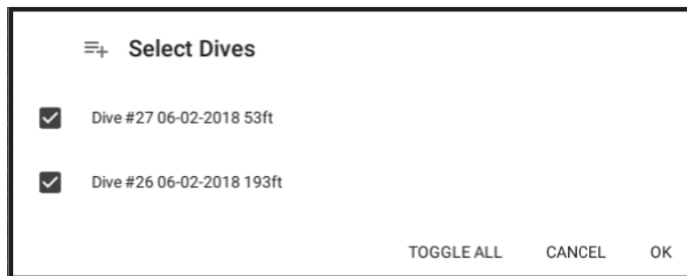 Select Dives
Dive #27 06-02-2018 53ft
Dive #26 06-02-2018 193ft
TOGGLE ALL CANCEL OK